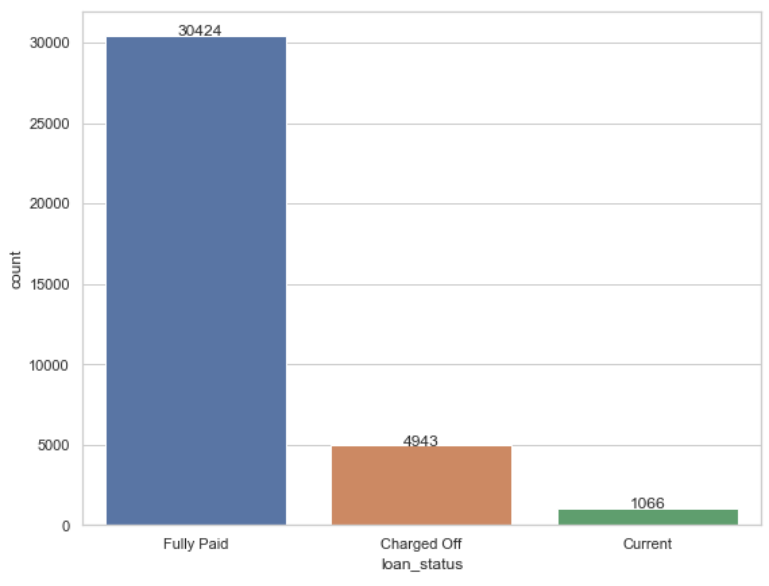 30424
30000
25000
20000
15000
10000
5000
0
4943
1066
count
Fully Paid
Charged Off
Current
loan_status